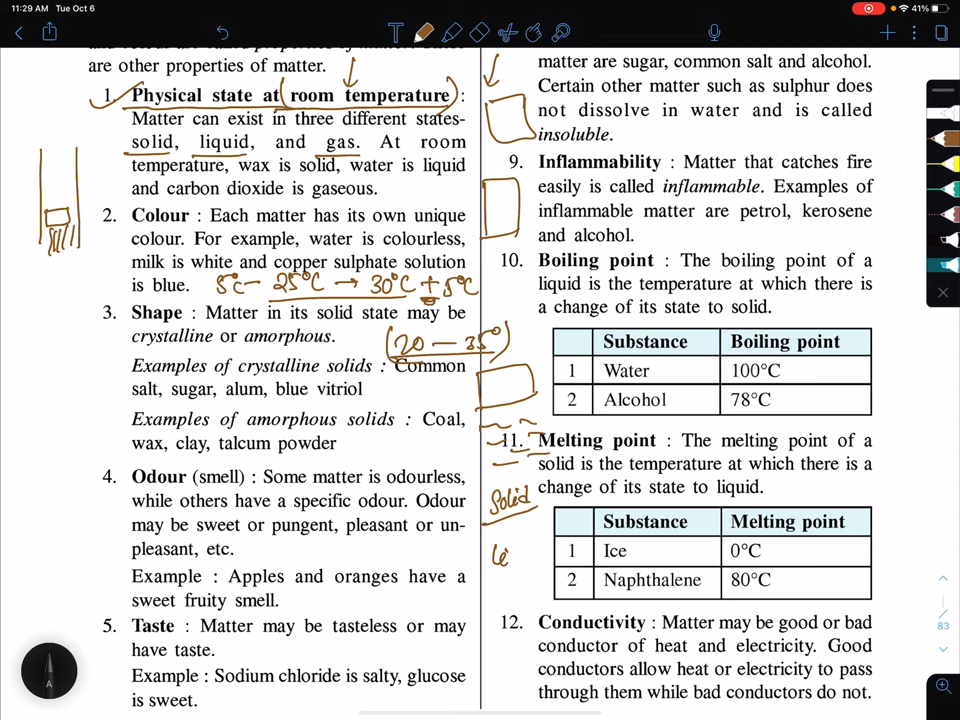 11:29 AM Tue Oct 6
41%
are other properties of matter.
1. Physical state at room temperature :
Matter can exist in three different states-
solid, liquid, and gas. At room
temperature, wax is solid, water is liquid
and carbon dioxide is gaseous.
2. Colour : Each matter has its own unique
colour. For example, water is colourless,
milk is white and copper sulphate solution
is blue.
8°C - 25°C → 30°C + 5°C
3. Shape : Matter in its solid state may be
crystalline or amorphous.
(20 — 35°)
Examples of crystalline solids : Common
salt, sugar, alum, blue vitriol
Examples of amorphous solids : Coal,
wax, clay, talcum powder
4. Odour (smell) : Some matter is odourless,
while others have a specific odour. Odour
may be sweet or pungent, pleasant or un-
pleasant, etc.
Example : Apples and oranges have a
sweet fruity smell.
5. Taste : Matter may be tasteless or may
have taste.
Example : Sodium chloride is salty, glucose
is sweet.
matter are sugar, common salt and alcohol.
Certain other matter such as sulphur does
not dissolve in water and is called
insoluble.
9. Inflammability : Matter that catches fire
easily is called inflammable. Examples of
inflammable matter are petrol, kerosene
and alcohol.
10. Boiling point : The boiling point of a
liquid is the temperature at which there is
a change of its state to solid.
Substance Boiling point
1 Water 100°C
2 Alcohol 78°C
11. Melting point : The melting point of a
solid is the temperature at which there is a
change of its state to liquid.
Solid
Substance Melting point
1 Ice 0°C
2 Naphthalene 80°C
12. Conductivity : Matter may be good or bad
conductor of heat and electricity. Good
conductors allow heat or electricity to pass
through them while bad conductors do not.
83
A